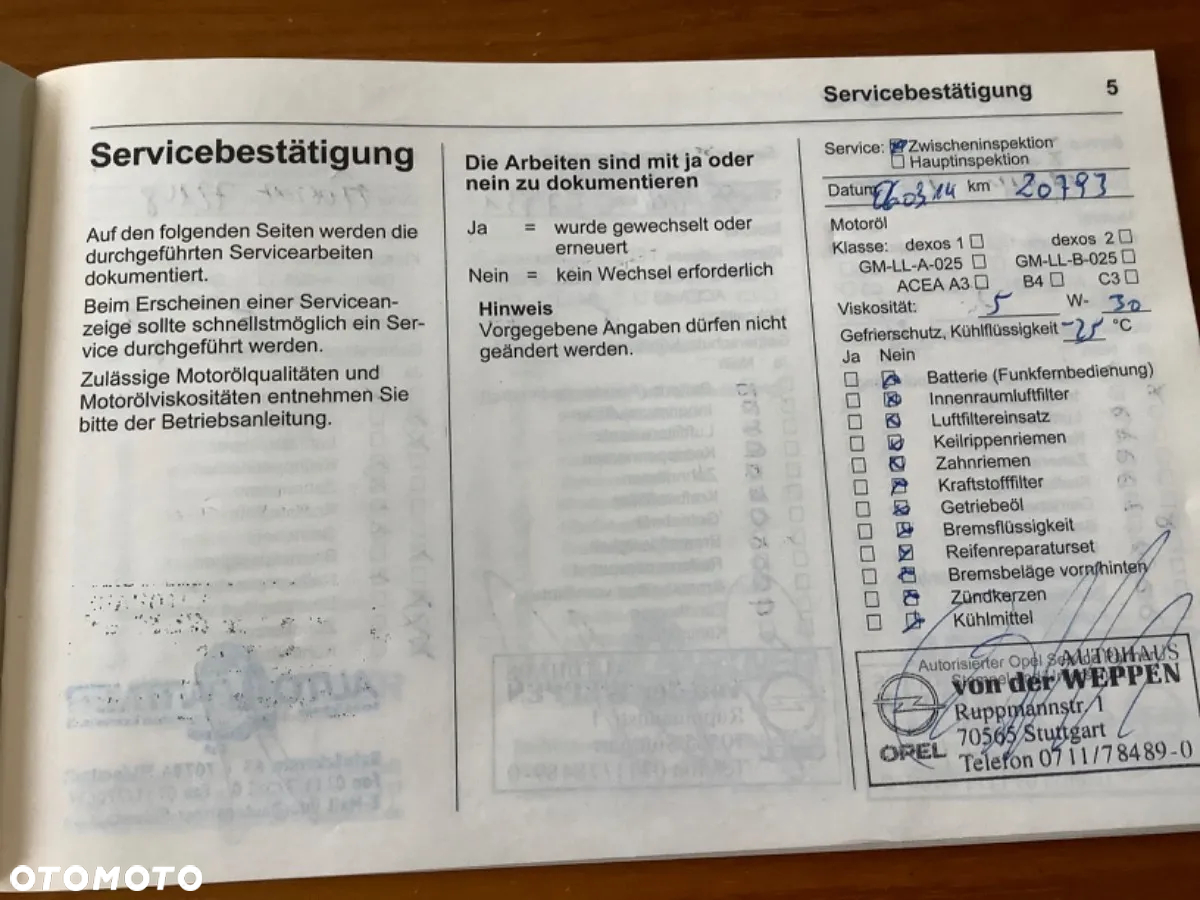 Servicebestätigung 5
Servicebestätigung
Auf den folgenden Seiten werden die
durchgeführten Servicearbeiten
dokumentiert.
Beim Erscheinen einer Servicean-
zeige sollte schnellstmöglich ein Ser-
vice durchgeführt werden.
Zulässige Motorölqualitäten und
Motorölviskositäten entnehmen Sie
bitte der Betriebsanleitung.
Die Arbeiten sind mit ja oder
nein zu dokumentieren
Ja = wurde gewechselt oder
erneuert
Nein = kein Wechsel erforderlich
Hinweis
Vorgegebene Angaben dürfen nicht
geändert werden.
Service: Zwischeninspektion
Hauptinspektion
Datum 06.03.14 km 20793
Motoröl
Klasse: dexos 1 dexos 2
GM-LL-A-025 GM-LL-B-025
ACEA A3 B4 C3
Viskosität: 5 W- 30
Gefrierschutz, Kühlflüssigkeit -25 °C
Ja Nein
Batterie (Funkfernbedienung)
Innenraumluftfilter
Luftfiltereinsatz
Keilrippenriemen
Zahnriemen
Kraftstofffilter
Getriebeöl
Bremsflüssigkeit
Reifenreparaturset
Bremsbeläge vorn/hinten
Zündkerzen
Kühlmittel
Autorisierter Opel
AUTOHAUS
von der WEPPEN
Ruppmannstr. 1
70565 Stuttgart
OPEL Telefon 0711/78489-0
OTOMOTO